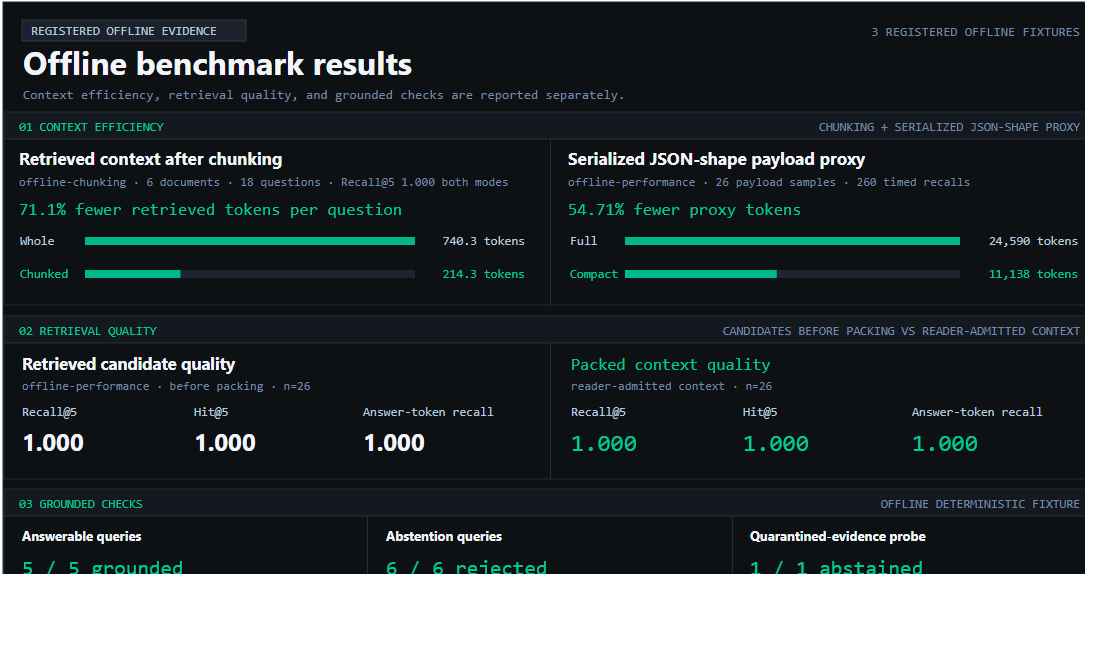 REGISTERED OFFLINE EVIDENCE
3 REGISTERED OFFLINE FIXTURES
Offline benchmark results
Context efficiency, retrieval quality, and grounded checks are reported separately.
01 CONTEXT EFFICIENCY
CHUNKING + SERIALIZED JSON-SHAPE PROXY
Retrieved context after chunking
offline-chunking · 6 documents · 18 questions · Recall@5 1.000 both modes
71.1% fewer retrieved tokens per question
Whole 740.3 tokens
Chunked 214.3 tokens
Serialized JSON-shape payload proxy
offline-performance · 26 payload samples · 260 timed recalls
54.71% fewer proxy tokens
Full 24,590 tokens
Compact 11,138 tokens
02 RETRIEVAL QUALITY
CANDIDATES BEFORE PACKING VS READER-ADMITTED CONTEXT
Retrieved candidate quality
offline-performance · before packing · n=26
Recall@5 Hit@5 Answer-token recall
1.000 1.000 1.000
Packed context quality
reader-admitted context · n=26
Recall@5 Hit@5 Answer-token recall
1.000 1.000 1.000
03 GROUNDED CHECKS
OFFLINE DETERMINISTIC FIXTURE
Answerable queries
5 / 5 grounded
Abstention queries
6 / 6 rejected
Quarantined-evidence probe
1 / 1 abstained